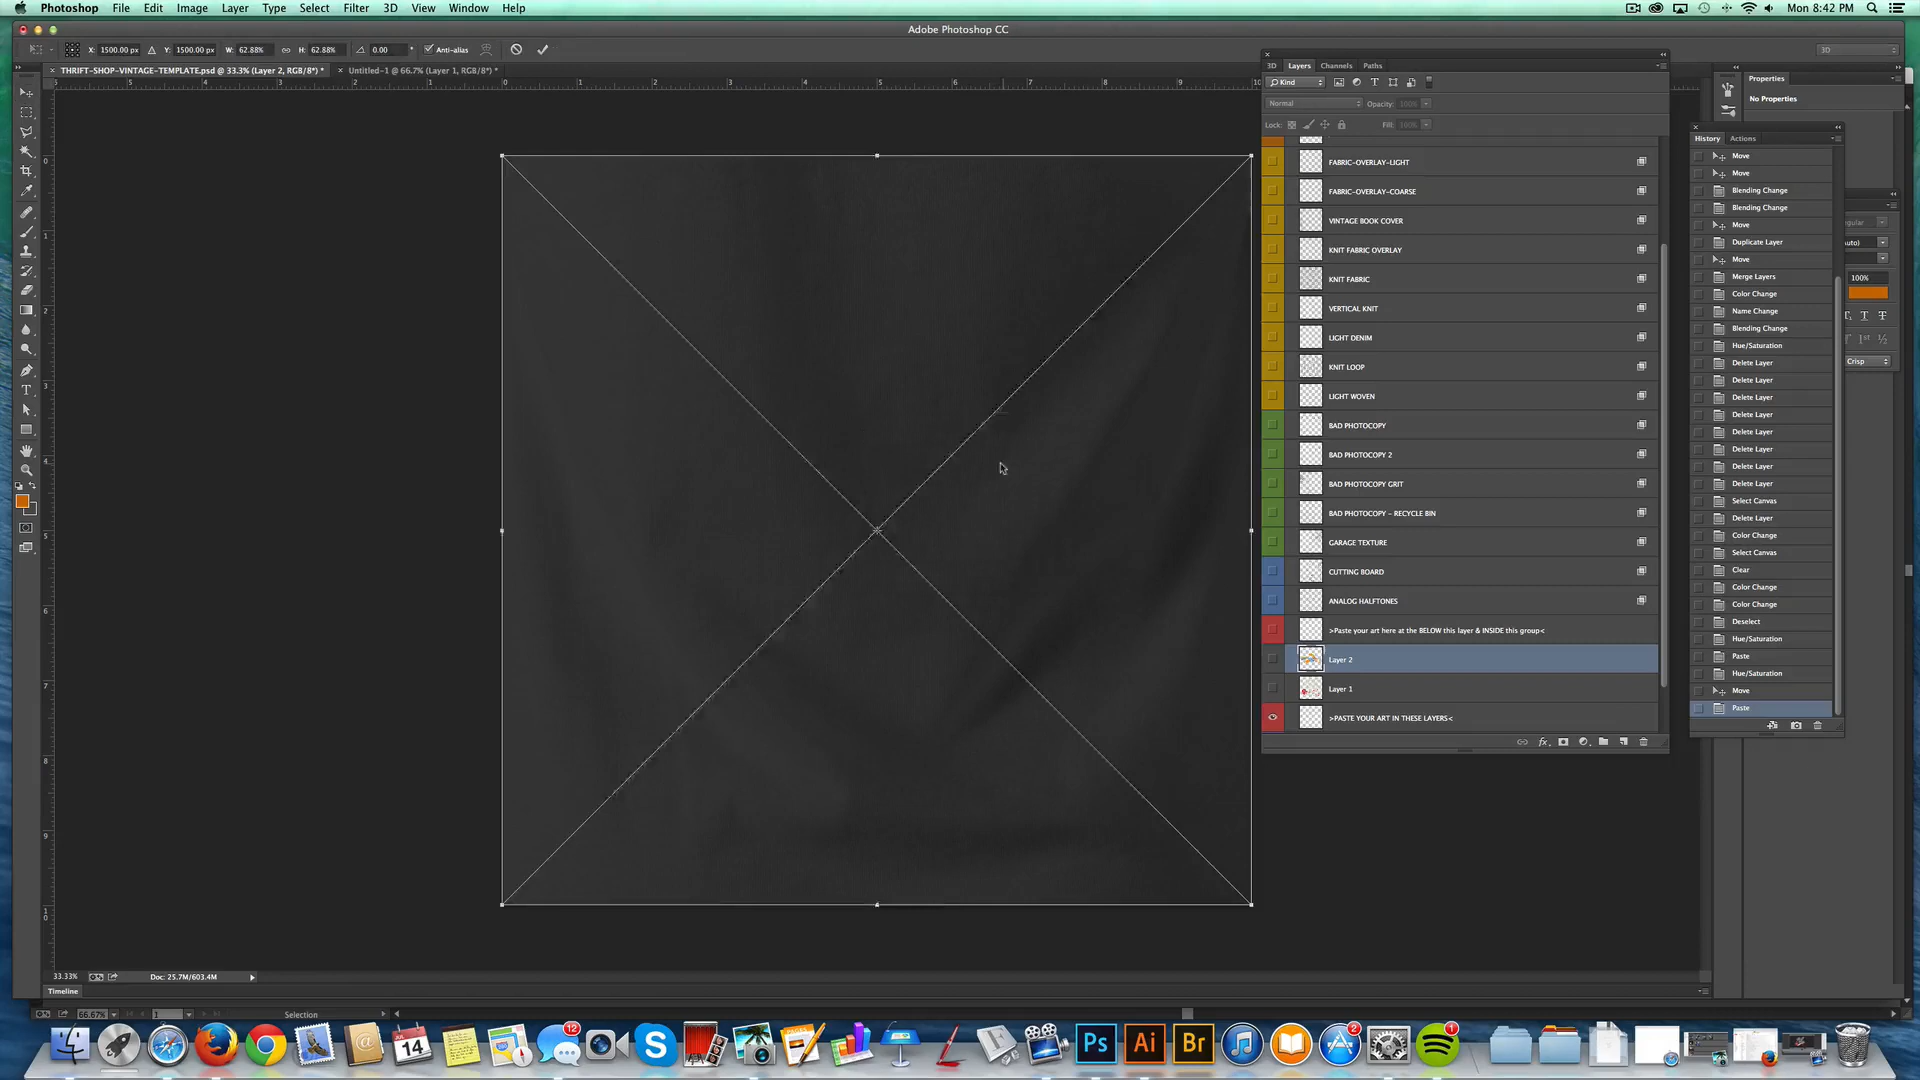 Photoshop File Edit Image Layer Type Select Filter 3D View Window Help
Mon 8:42 PM
Adobe Photoshop CC
X: 1500.00 px Y: 1500.00 px W: 62.88% H: 62.88% 0.00 Anti-alias
3D
THRIFT-SHOP-VINTAGE-TEMPLATE.psd @ 33.3% (Layer 2, RGB/8*) *
Untitled-1 @ 66.7% (Layer 1, RGB/8*) *
3D Layers Channels Paths
Kind
Normal Opacity: 100%
Lock: Fill: 100%
FABRIC-OVERLAY-LIGHT
FABRIC-OVERLAY-COARSE
VINTAGE BOOK COVER
KNIT FABRIC OVERLAY
KNIT FABRIC
VERTICAL KNIT
LIGHT DENIM
KNIT LOOP
LIGHT WOVEN
BAD PHOTOCOPY
BAD PHOTOCOPY 2
BAD PHOTOCOPY GRIT
BAD PHOTOCOPY - RECYCLE BIN
GARAGE TEXTURE
CUTTING BOARD
ANALOG HALFTONES
>Paste your art here at the BELOW this layer & INSIDE this group<
Layer 2
Layer 1
>PASTE YOUR ART IN THESE LAYERS<
Properties
No Properties
History Actions
Move
Move
Blending Change
Blending Change
Move
Duplicate Layer
Move
Merge Layers
Color Change
Name Change
Blending Change
Hue/Saturation
Delete Layer
Delete Layer
Delete Layer
Delete Layer
Delete Layer
Delete Layer
Delete Layer
Delete Layer
Select Canvas
Delete Layer
Color Change
Select Canvas
Clear
Color Change
Color Change
Deselect
Hue/Saturation
Paste
Hue/Saturation
Move
Paste
100%
Crisp
33.33% Doc: 25.7M/603.4M
Timeline
66.67% 1 Selection
JUL
14
12
PAGES
Ps
Ai
Br
2
1